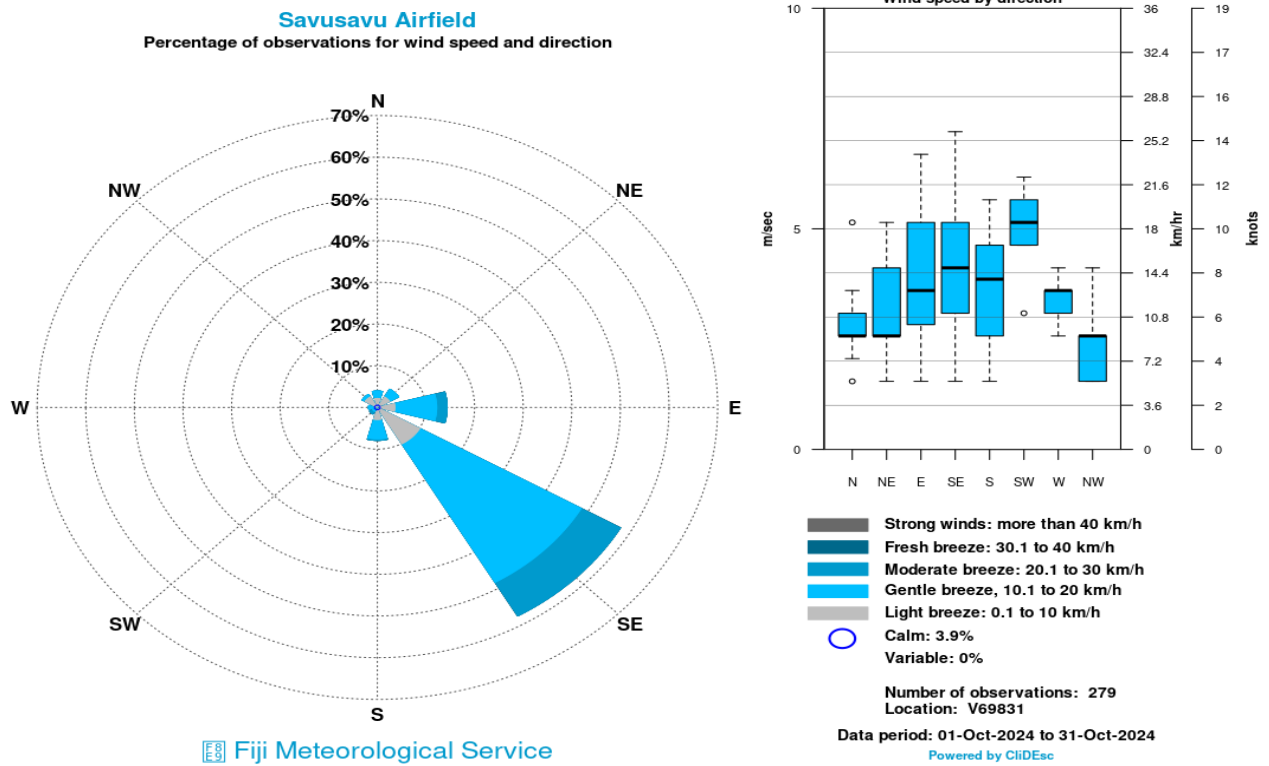 Savusavu Airfield
Percentage of observations for wind speed and direction
N
70%
60%
50%
40%
30%
20%
10%
NW
NE
W
E
SW
SE
S
Fiji Meteorological Service
Wind speed by direction
10
5
0
m/sec
36
32.4
28.8
25.2
21.6
18
14.4
10.8
7.2
3.6
0
km/hr
19
17
16
14
12
10
8
6
4
2
0
knots
N NE E SE S SW W NW
Strong winds: more than 40 km/h
Fresh breeze: 30.1 to 40 km/h
Moderate breeze: 20.1 to 30 km/h
Gentle breeze, 10.1 to 20 km/h
Light breeze: 0.1 to 10 km/h
Calm: 3.9%
Variable: 0%
Number of observations: 279
Location: V69831
Data period: 01-Oct-2024 to 31-Oct-2024
Powered by CliDEsc